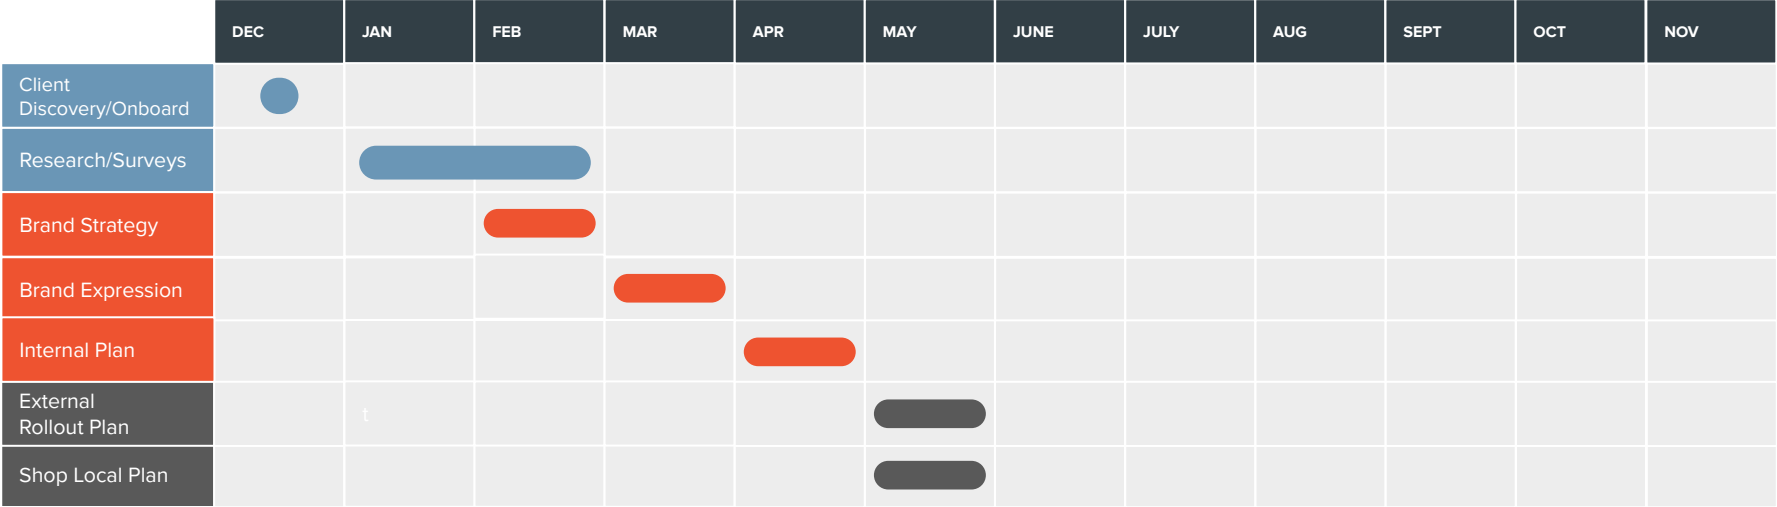 DEC JAN FEB MAR APR MAY JUNE JULY AUG SEPT OCT NOV
Client
Discovery/Onboard
Research/Surveys
Brand Strategy
Brand Expression
Internal Plan
External
Rollout Plan
t
Shop Local Plan